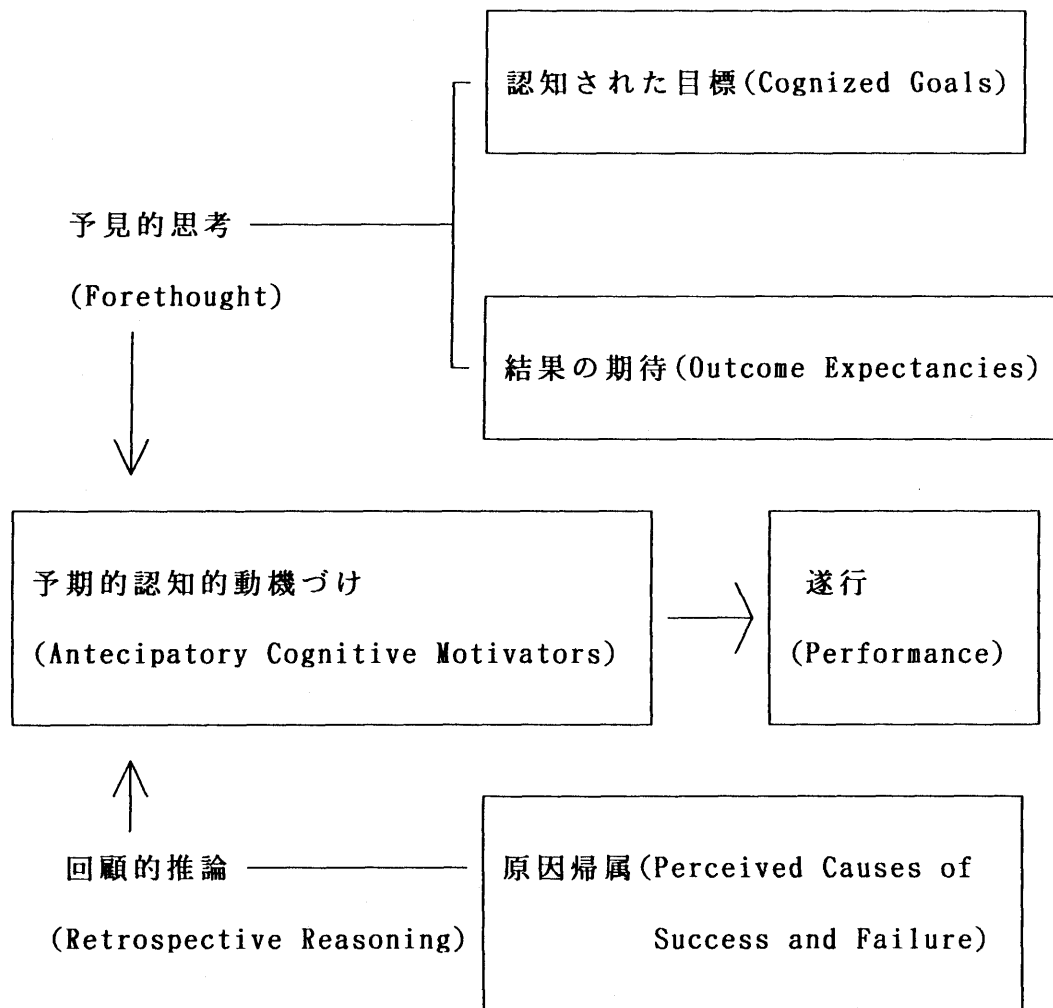 認知された目標(Cognized Goals)
予見的思考
(Forethought)
結果の期待(Outcome Expectancies)
予期的認知的動機づけ
(Antecipatory Cognitive Motivators)
遂行
(Performance)
回顧的推論
(Retrospective Reasoning)
原因帰属(Perceived Causes of
Success and Failure)